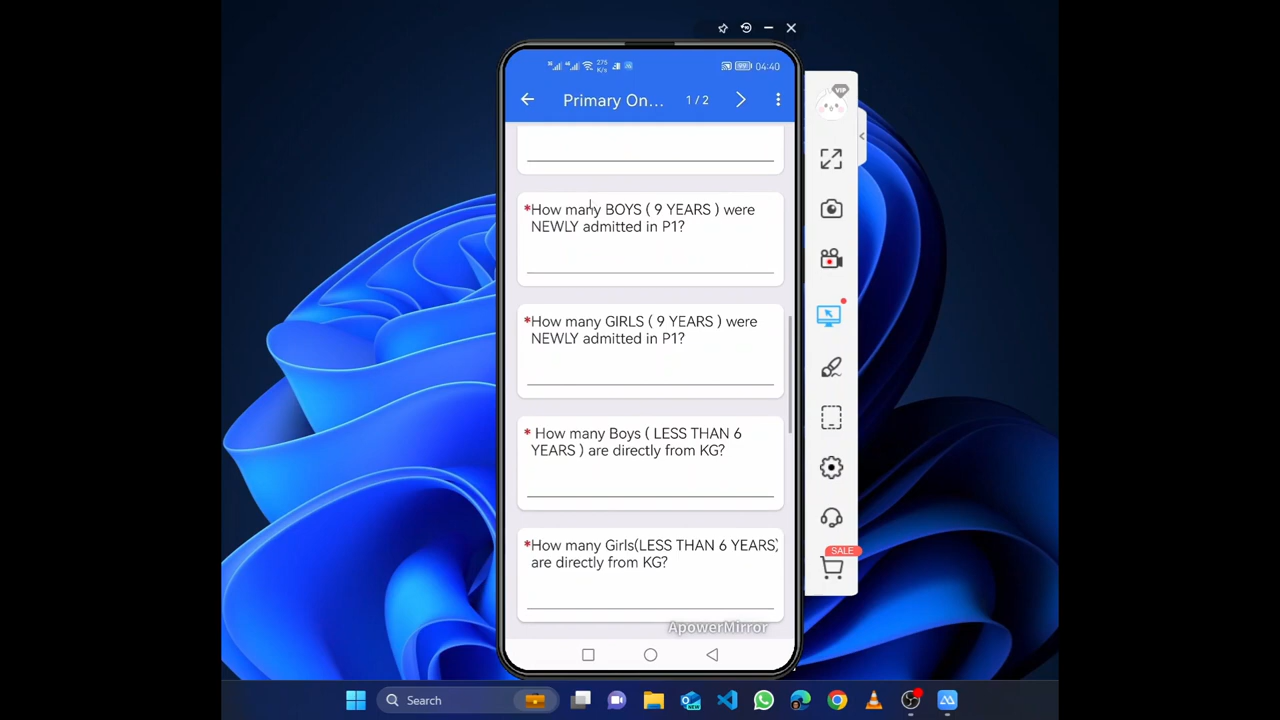 275
K/s
04:40
Primary On...
1 / 2
VIP
*How many BOYS ( 9 YEARS ) were
NEWLY admitted in P1?
*How many GIRLS ( 9 YEARS ) were
NEWLY admitted in P1?
* How many Boys ( LESS THAN 6
YEARS ) are directly from KG?
*How many Girls(LESS THAN 6 YEARS)
are directly from KG?
SALE
ApowerMirror
Search